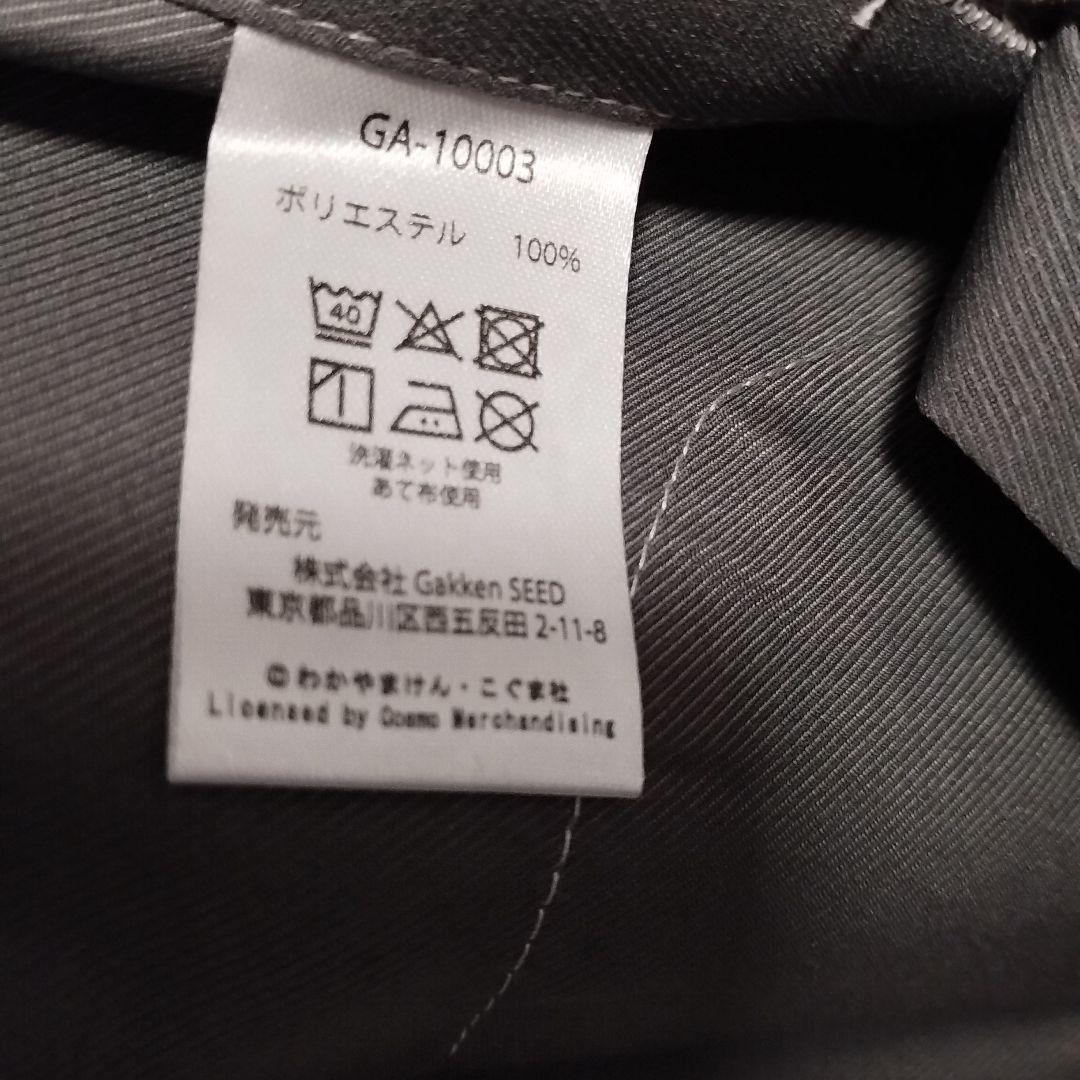 GA-10003
ポリエステル 100%
40
洗濯ネット使用
あて布使用
発売元
株式会社 Gakken SEED
東京都品川区西五反田 2-11-8
©わかやまけん・こぐま社
Licensed by Cosmo Merchandising